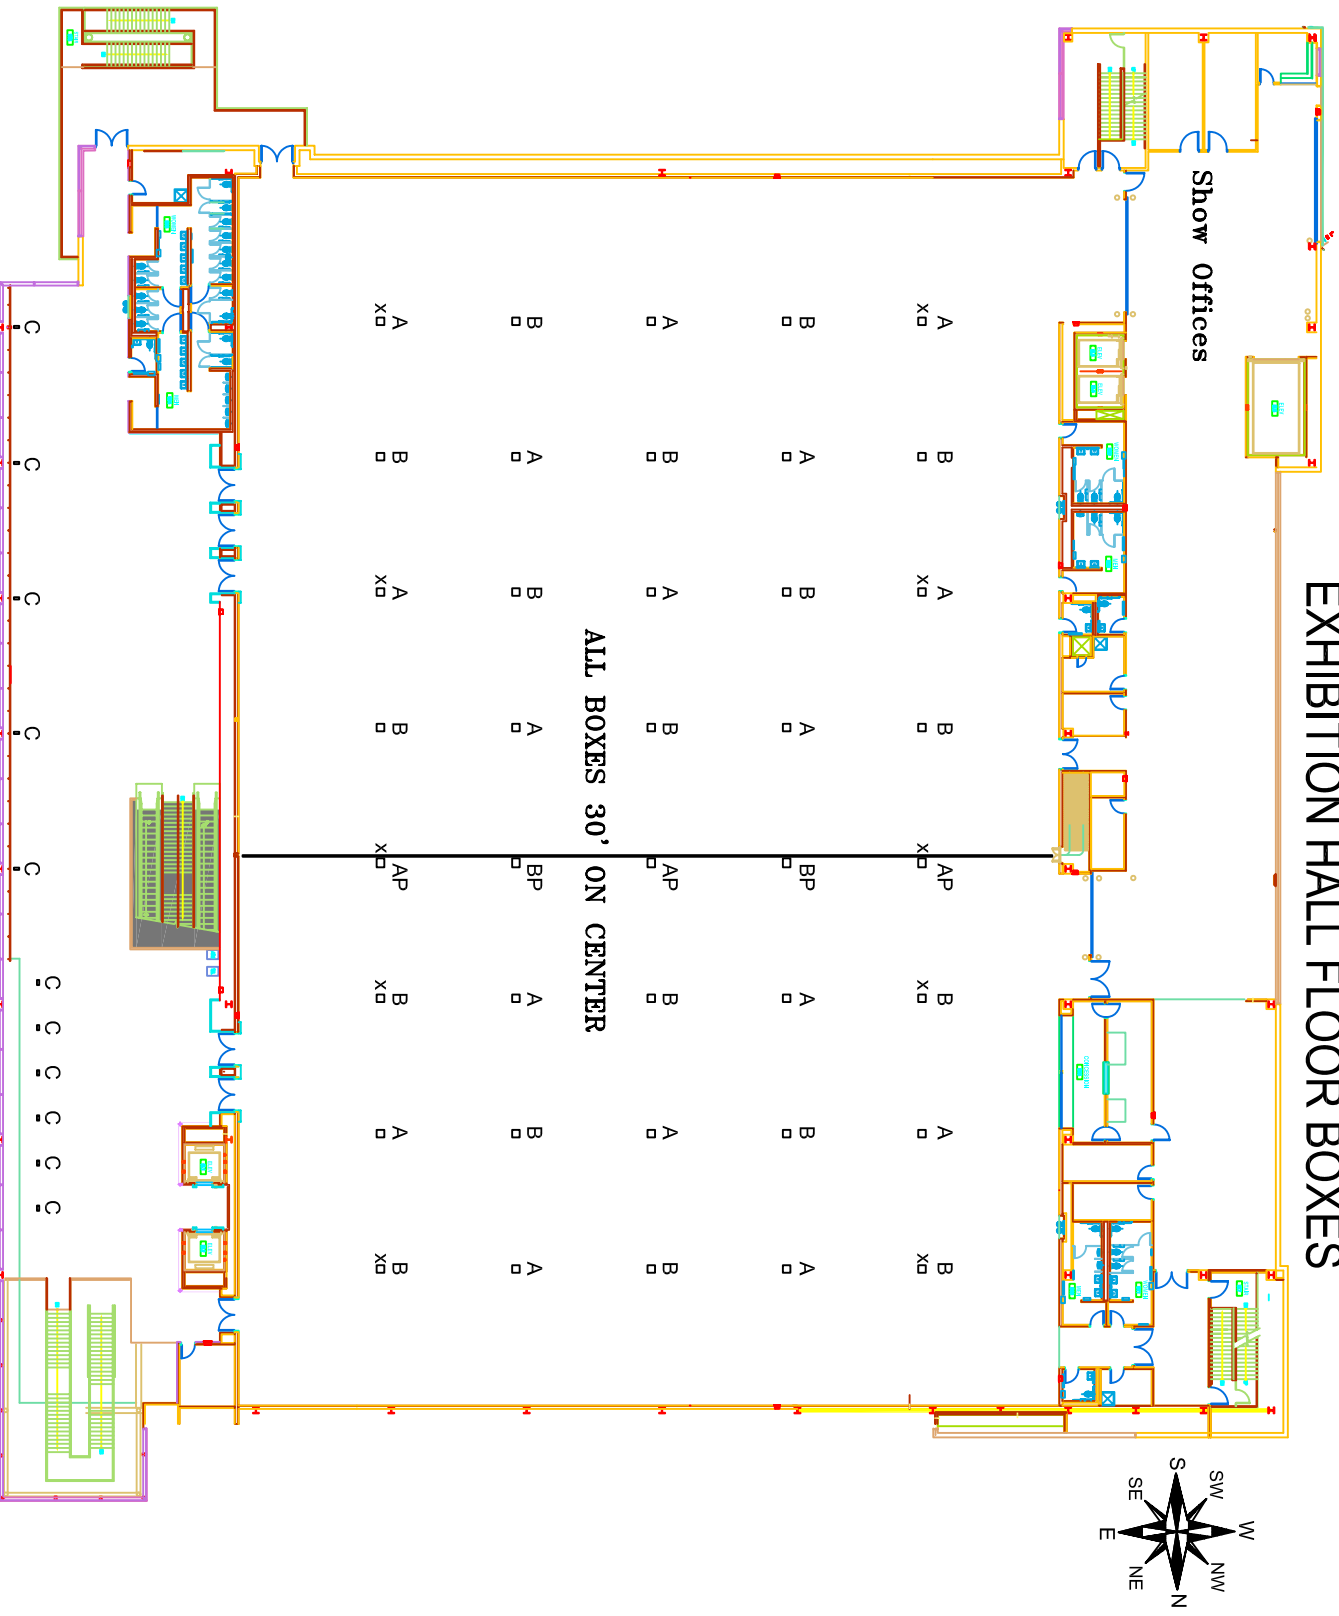 EXHIBITION HALL FLOOR BOXES
Show Offices
W
SW NW
S N
SE NE
E
A B A B AP B A B
x x x x x
B A B A BP A B A
A B A B AP B A B
ALL BOXES 30' ON CENTER
B A B A BP A B A
A B A B AP B A B
x x x x x
C C C C C C
C C C C C